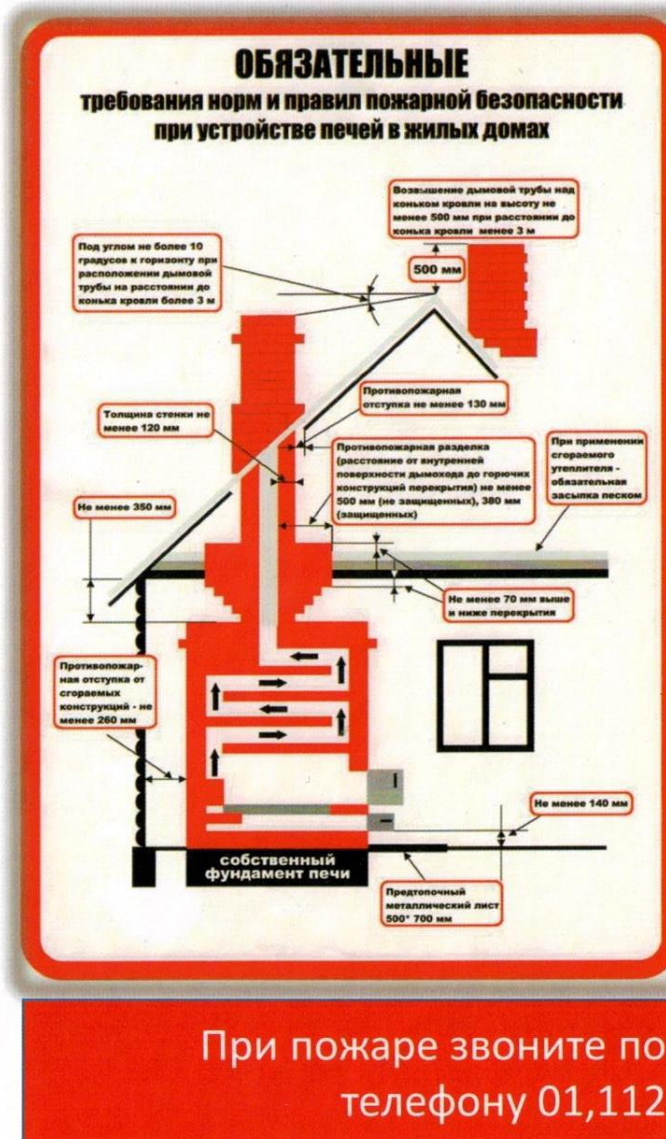 ОБЯЗАТЕЛЬНЫЕ
требования норм и правил пожарной безопасности
при устройстве печей в жилых домах
Возвышение дымовой трубы над
коньком кровли на высоту не
менее 500 мм при расстоянии до
конька кровли менее 3 м
Под углом не более 10
градусов к горизонту при
расположении дымовой
трубы на расстоянии до
конька кровли более 3 м
500 мм
Противопожарная
отступка не менее 130 мм
Толщина стенки не
менее 120 мм
Противопожарная разделка
(расстояние от внутренней
поверхности дымохода до горючих
конструкций перекрытия) не менее
500 мм (не защищенных), 380 мм
(защищенных)
При применении
сгораемого
утеплителя -
обязательная
засыпка песком
Не менее 350 мм
Не менее 70 мм выше
и ниже перекрытия
Противопожар-
ная отступка от
сгораемых
конструкций - не
менее 260 мм
Не менее 140 мм
собственный
фундамент печи
Предтопочный
металлический лист
500* 700 мм
При пожаре звоните по
телефону 01,112